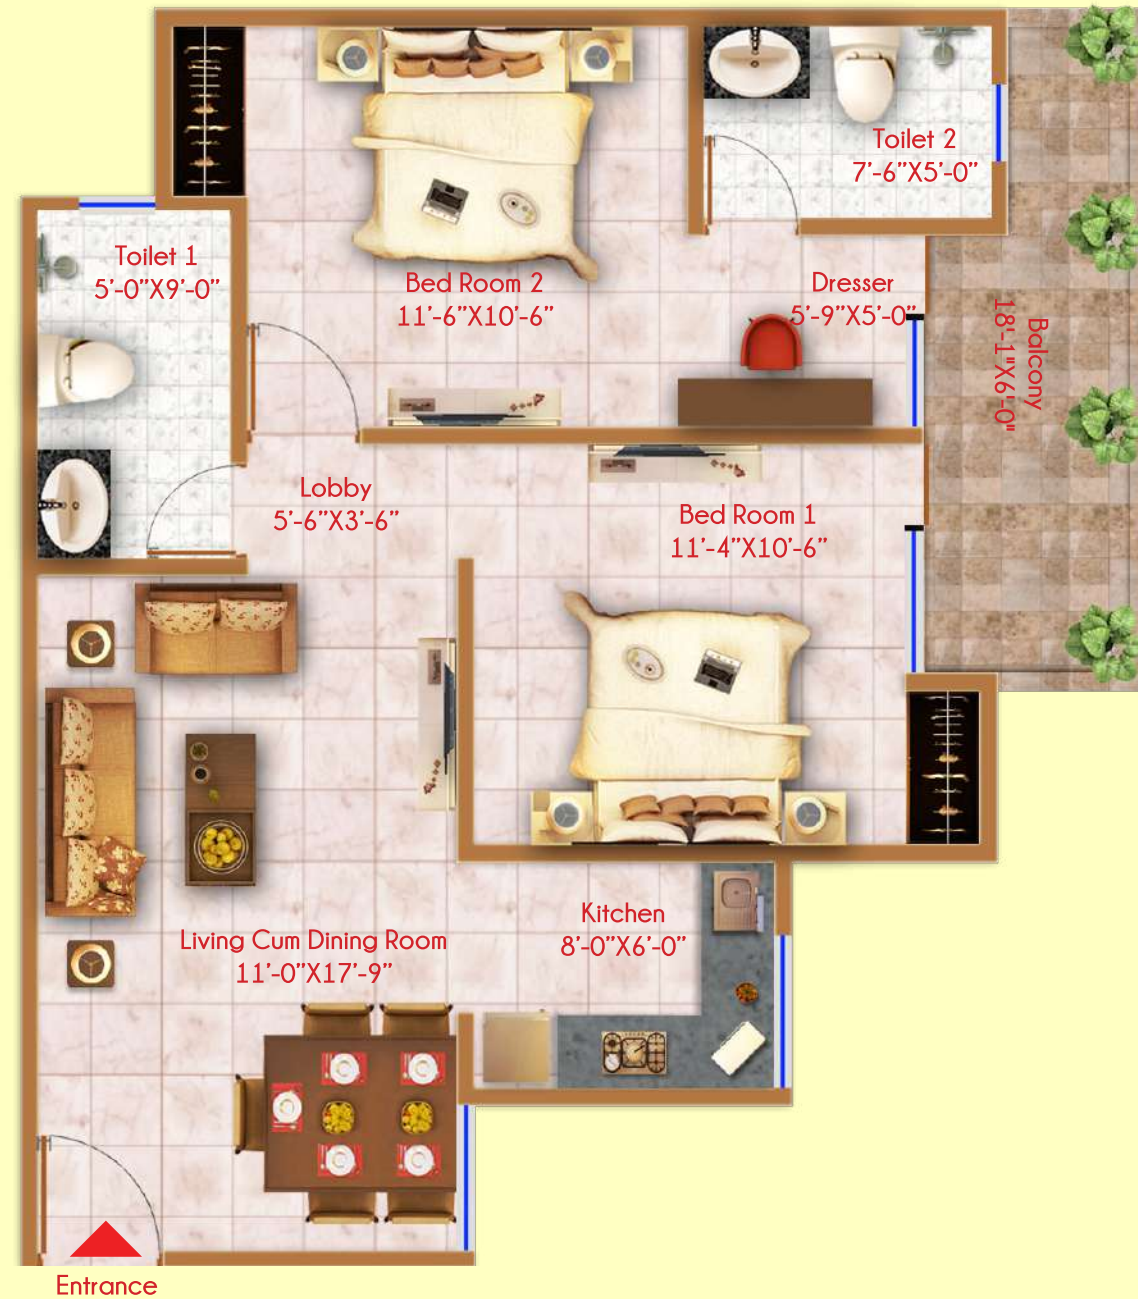 Toilet 2
7'-6"X5'-0"
Toilet 1
5'-0"X9'-0"
Bed Room 2
11'-6"X10'-6"
Dresser
5'-9"X5'-0"
Balcony
18'-1"X6'-0"
Lobby
5'-6"X3'-6"
Bed Room 1
11'-4"X10'-6"
Kitchen
8'-0"X6'-0"
Living Cum Dining Room
11'-0"X17'-9"
Entrance